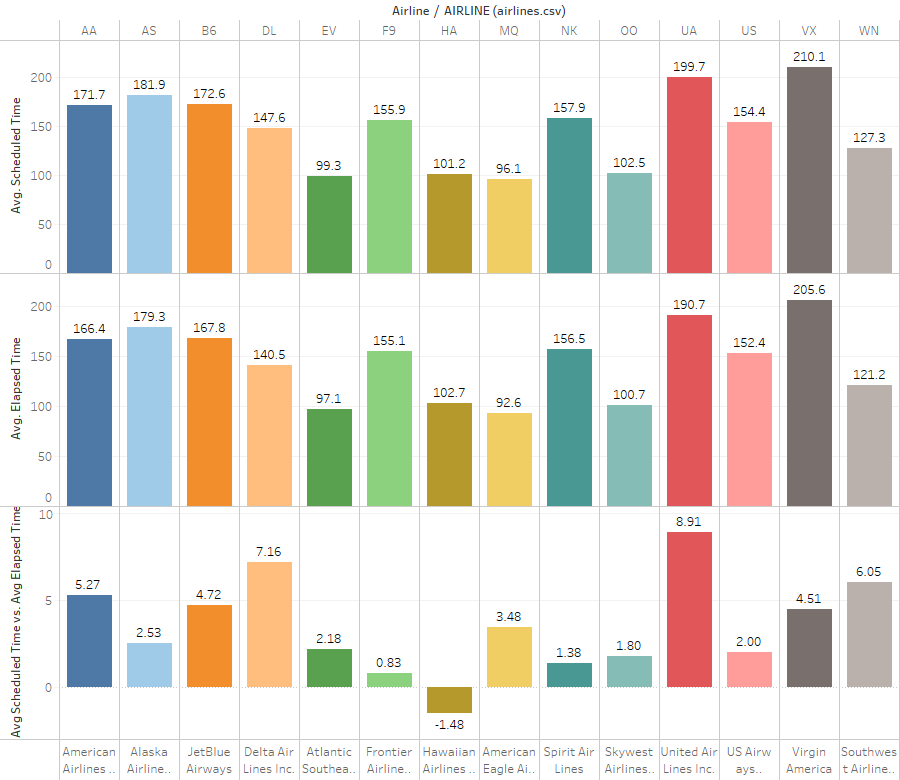 Airline / AIRLINE (airlines.csv)
AA AS B6 DL EV F9 HA MQ NK OO UA US VX WN
Avg. Scheduled Time
200
150
100
50
0
171.7 181.9 172.6 147.6 99.3 155.9 101.2 96.1 157.9 102.5 199.7 154.4 210.1 127.3
Avg. Elapsed Time
200
150
100
50
0
166.4 179.3 167.8 140.5 97.1 155.1 102.7 92.6 156.5 100.7 190.7 152.4 205.6 121.2
Avg Scheduled Time vs. Avg Elapsed Time
10
5
0
5.27 2.53 4.72 7.16 2.18 0.83 -1.48 3.48 1.38 1.80 8.91 2.00 4.51 6.05
American Alaska JetBlue Delta Air Atlantic Frontier Hawaiian American Spirit Air Skywest United Air US Airw Virgin Southwes
Airlines .. Airline.. Airways Lines Inc. Southea.. Airline.. Airlines .. Eagle Ai.. Lines Airlines.. Lines Inc. ays.. America t Airline..